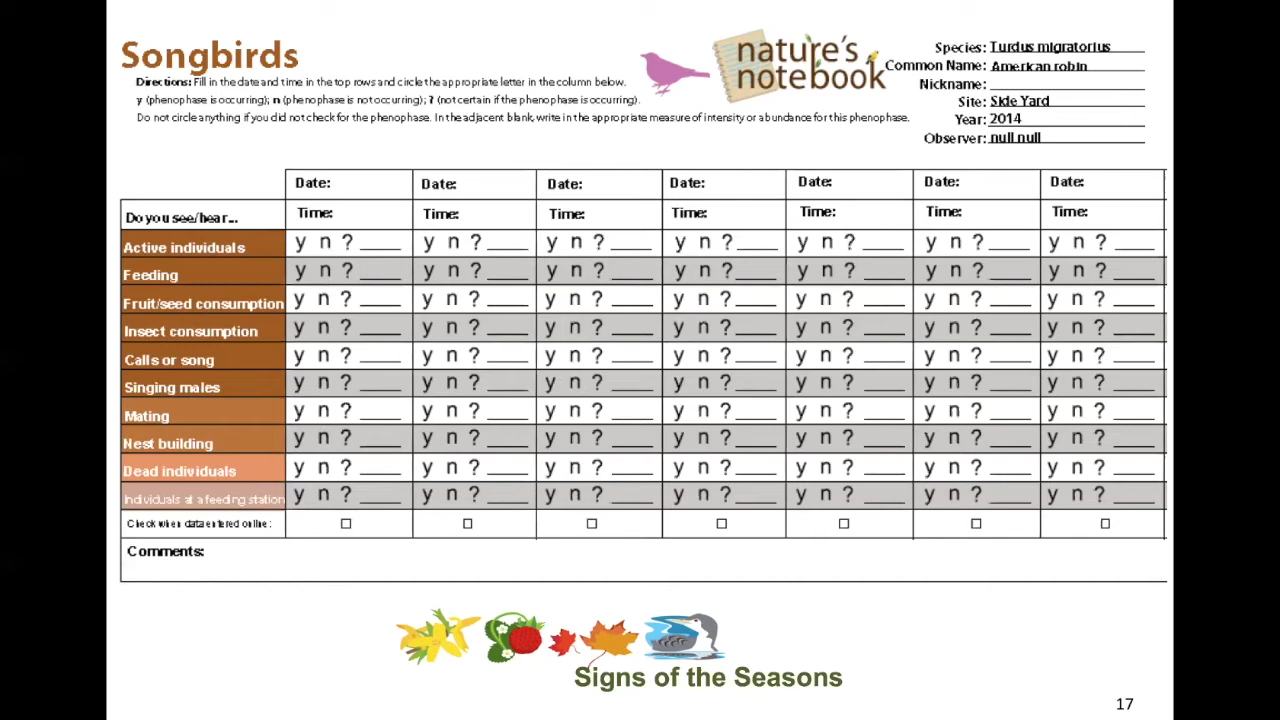 Songbirds
Directions: Fill in the date and time in the top rows and circle the appropriate letter in the column below.
y (phenophase is occurring); n (phenophase is not occurring); ? (not certain if the phenophase is occurring).
Do not circle anything if you did not check for the phenophase. In the adjacent blank, write in the appropriate measure of intensity or abundance for this phenophase.
nature's
notebook
Species: Turdus migratorius
Common Name: American robin
Nickname:
Site: Side Yard
Year: 2014
Observer: null null
Date: Date: Date: Date: Date: Date: Date:
Do you see/hear... Time: Time: Time: Time: Time: Time: Time:
Active individuals y n ? y n ? y n ? y n ? y n ? y n ? y n ?
Feeding y n ? y n ? y n ? y n ? y n ? y n ? y n ?
Fruit/seed consumption y n ? y n ? y n ? y n ? y n ? y n ? y n ?
Insect consumption y n ? y n ? y n ? y n ? y n ? y n ? y n ?
Calls or song y n ? y n ? y n ? y n ? y n ? y n ? y n ?
Singing males y n ? y n ? y n ? y n ? y n ? y n ? y n ?
Mating y n ? y n ? y n ? y n ? y n ? y n ? y n ?
Nest building y n ? y n ? y n ? y n ? y n ? y n ? y n ?
Dead individuals y n ? y n ? y n ? y n ? y n ? y n ? y n ?
Individuals at a feeding station y n ? y n ? y n ? y n ? y n ? y n ? y n ?
Check when data entered online:
Comments:
Signs of the Seasons
17